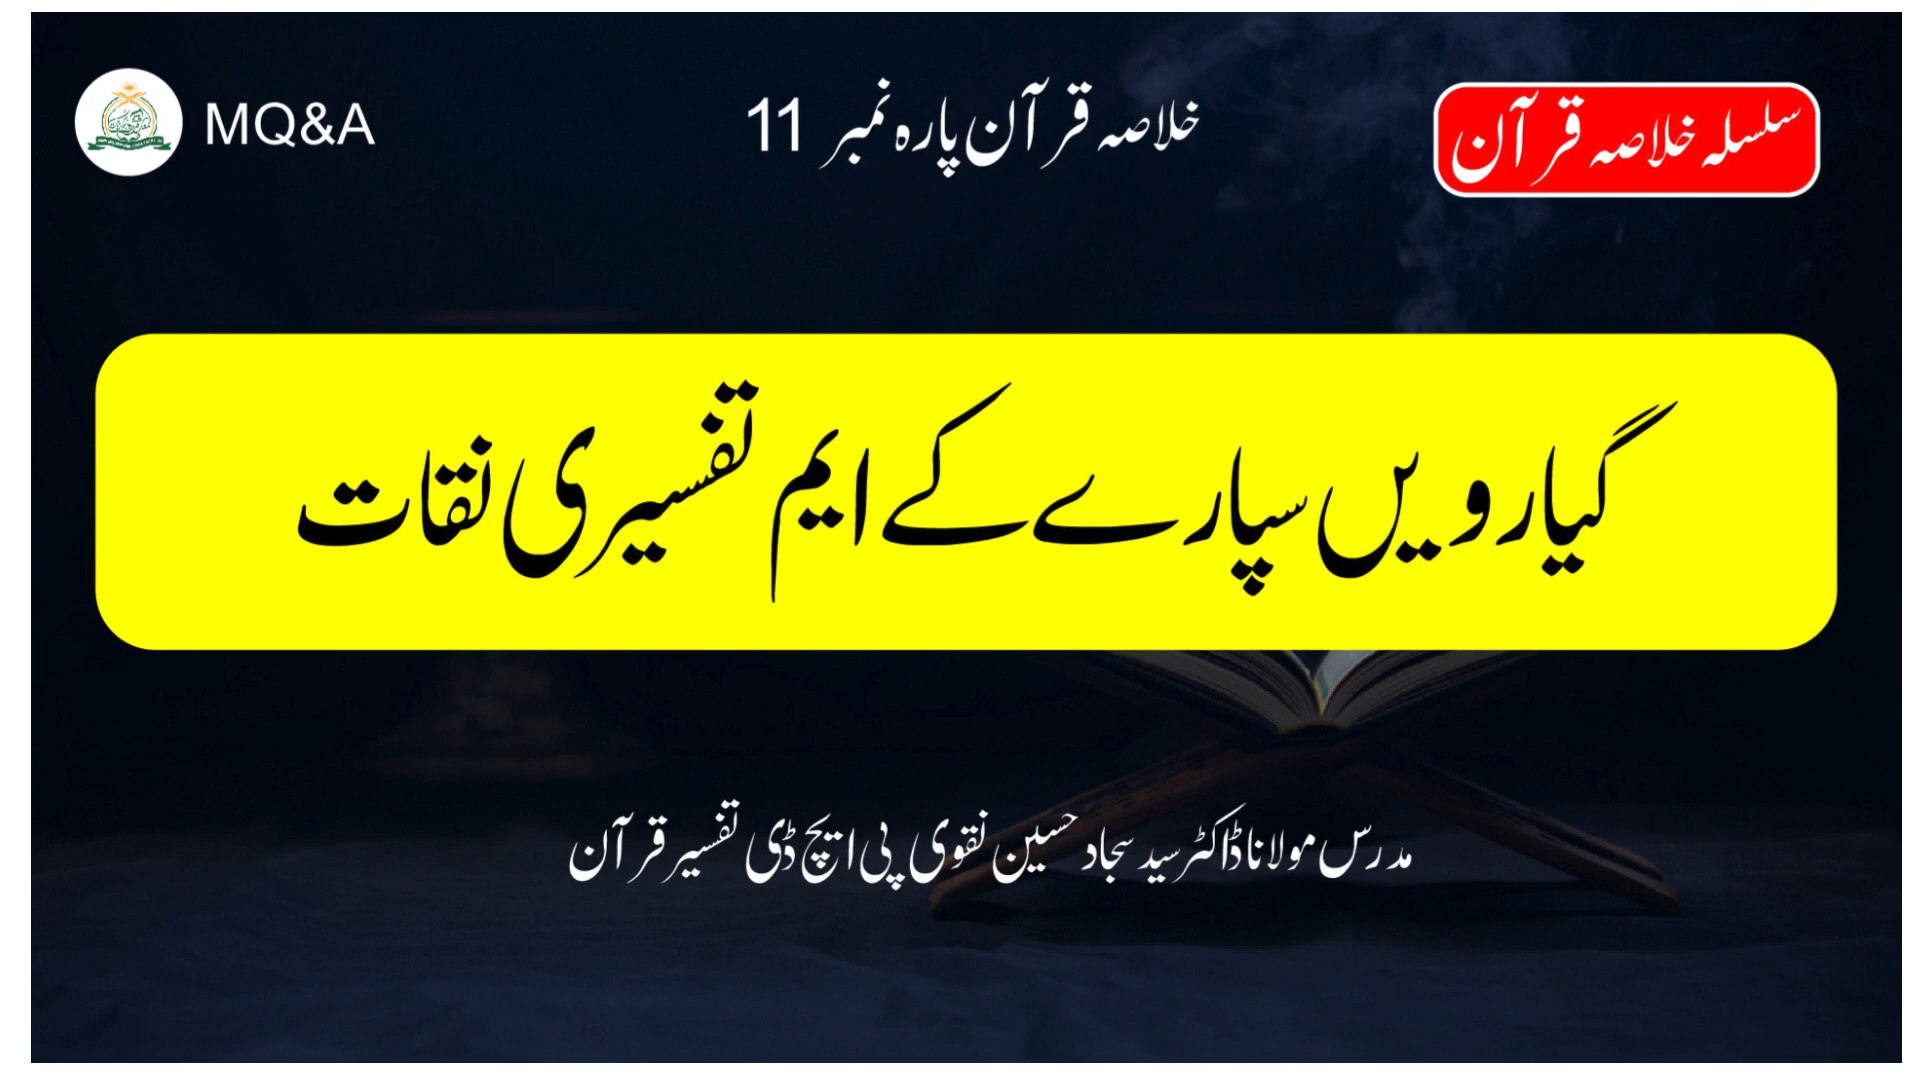 سلسلہ خلاصہ قرآن
خلاصہ قرآن پارہ نمبر 11
MQ&A
گیارویں سپارے کے ایم تفسیری نقات
مدرس مولانا ڈاکٹر سید سجاد حسین نقوی پی ایچ ڈی تفسیر قرآن